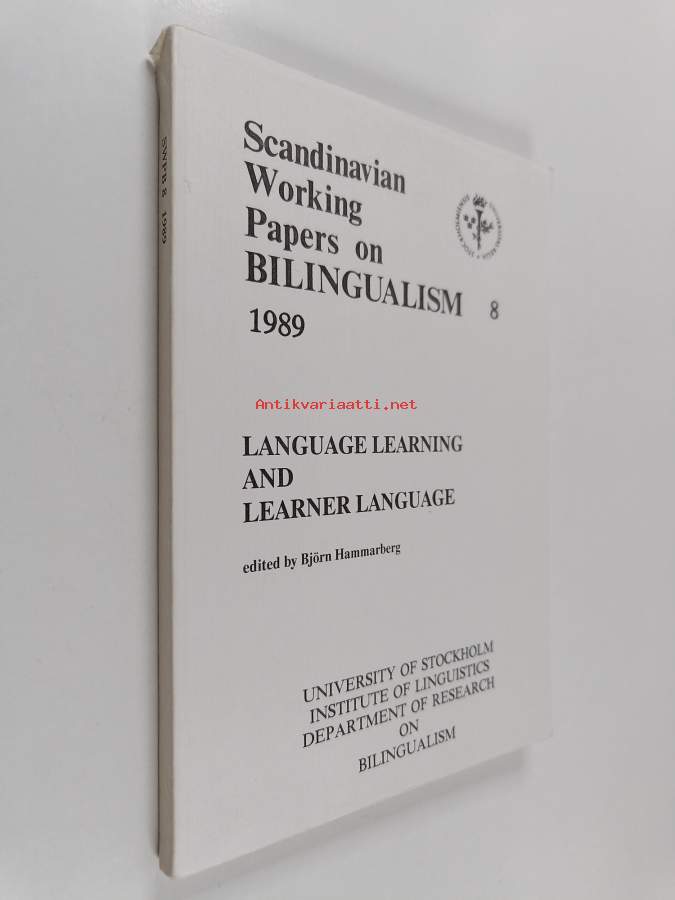 Scandinavian
Working
Papers on
BILINGUALISM 8
1989
LANGUAGE LEARNING
AND
LEARNER LANGUAGE
edited by Björn Hammarberg
UNIVERSITY OF STOCKHOLM
INSTITUTE OF LINGUISTICS
DEPARTMENT OF RESEARCH
ON
BILINGUALISM
SWPB 8 1989
Antikvariaatti.net